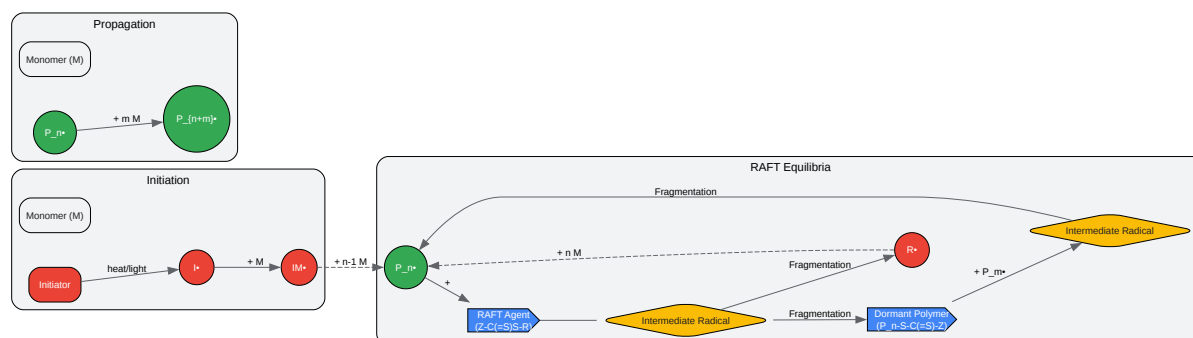 Propagation
Monomer (M)
P_n•
+ m M
P_{n+m}•
Initiation
Monomer (M)
Initiator
heat/light
I•
+ M
IM•
+ n-1 M
RAFT Equilibria
Fragmentation
Intermediate Radical
P_n•
+ n M
R•
Fragmentation
+ P_m•
+
RAFT Agent
(Z-C(=S)S-R)
Intermediate Radical
Fragmentation
Dormant Polymer
(P_n-S-C(=S)-Z)